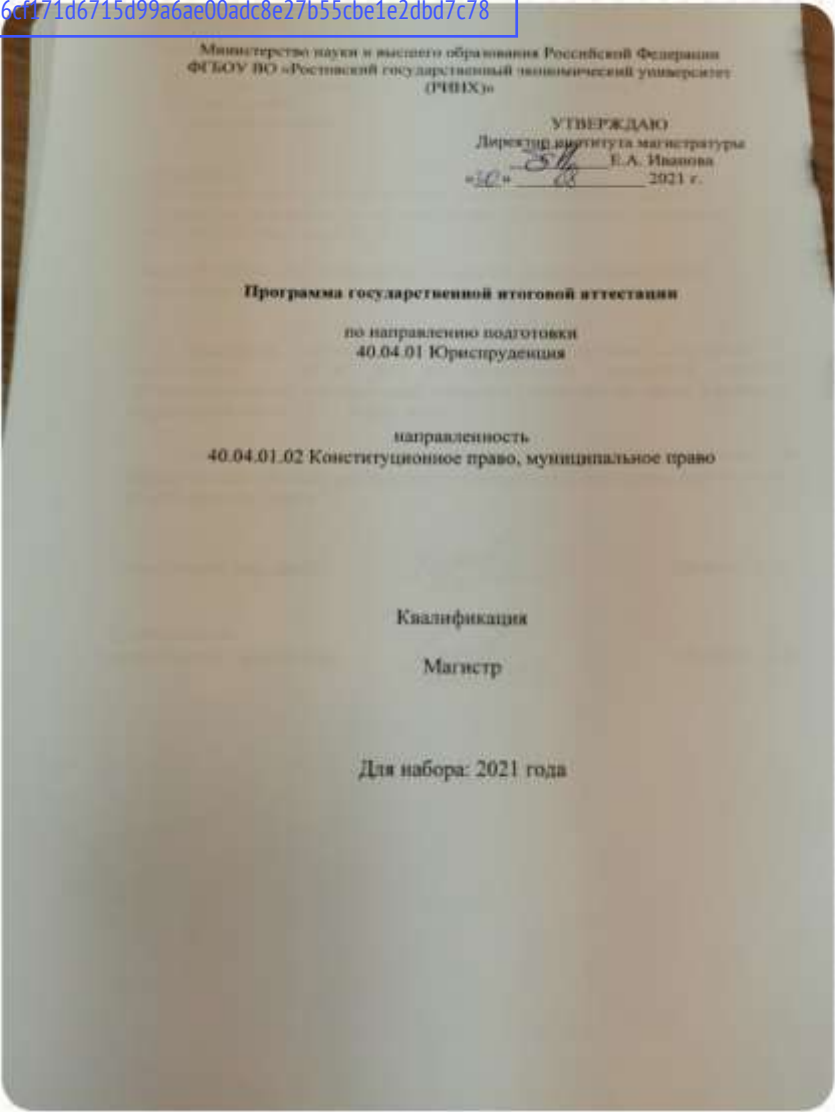 6cf171d6715d99a6ae00adc8e27b55cbe1e2dbd7c78
Министерство науки и высшего образования Российской Федерации
ФГБОУ ВО «Ростовский государственный экономический университет
(РИНХ)»
УТВЕРЖДАЮ
Директор института магистратуры
Е.А. Иванова
«30» 08 2021 г.
Программа государственной итоговой аттестации
по направлению подготовки
40.04.01 Юриспруденция
направленность
40.04.01.02 Конституционное право, муниципальное право
Квалификация
Магистр
Для набора: 2021 года